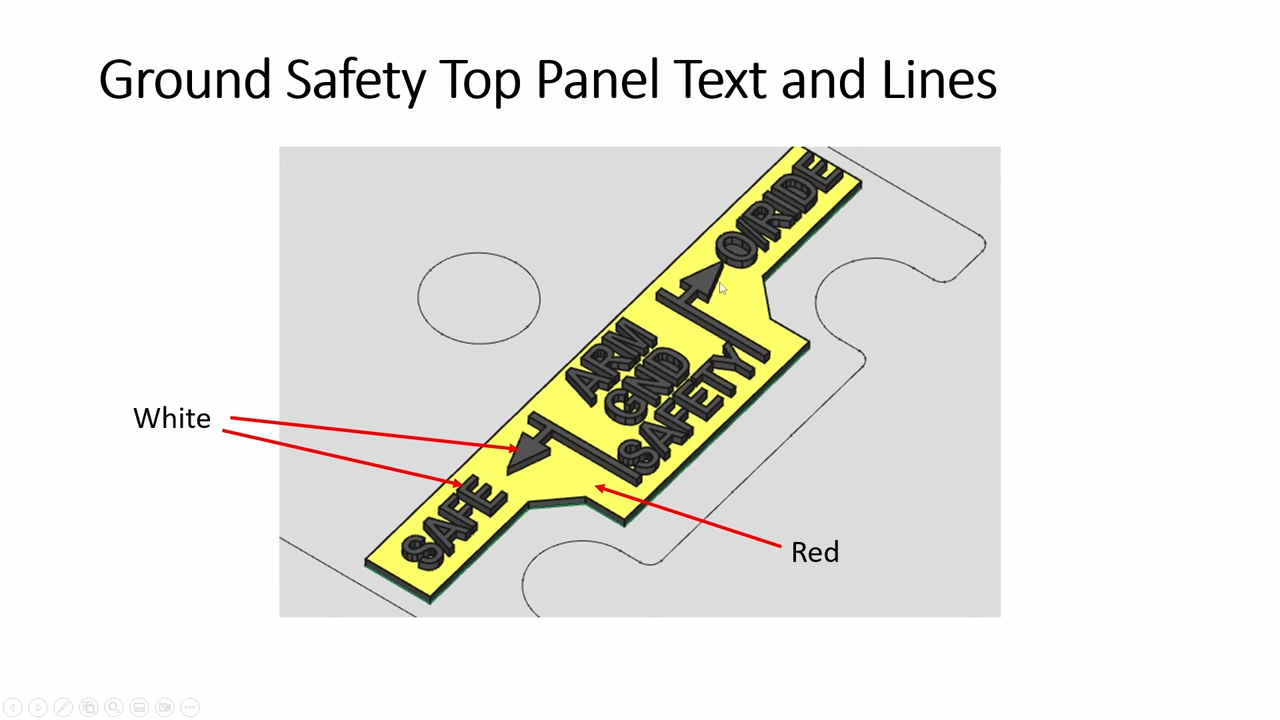 Ground Safety Top Panel Text and Lines
O/RIDE
ARM
GND
SAFETY
White
SAFE
Red